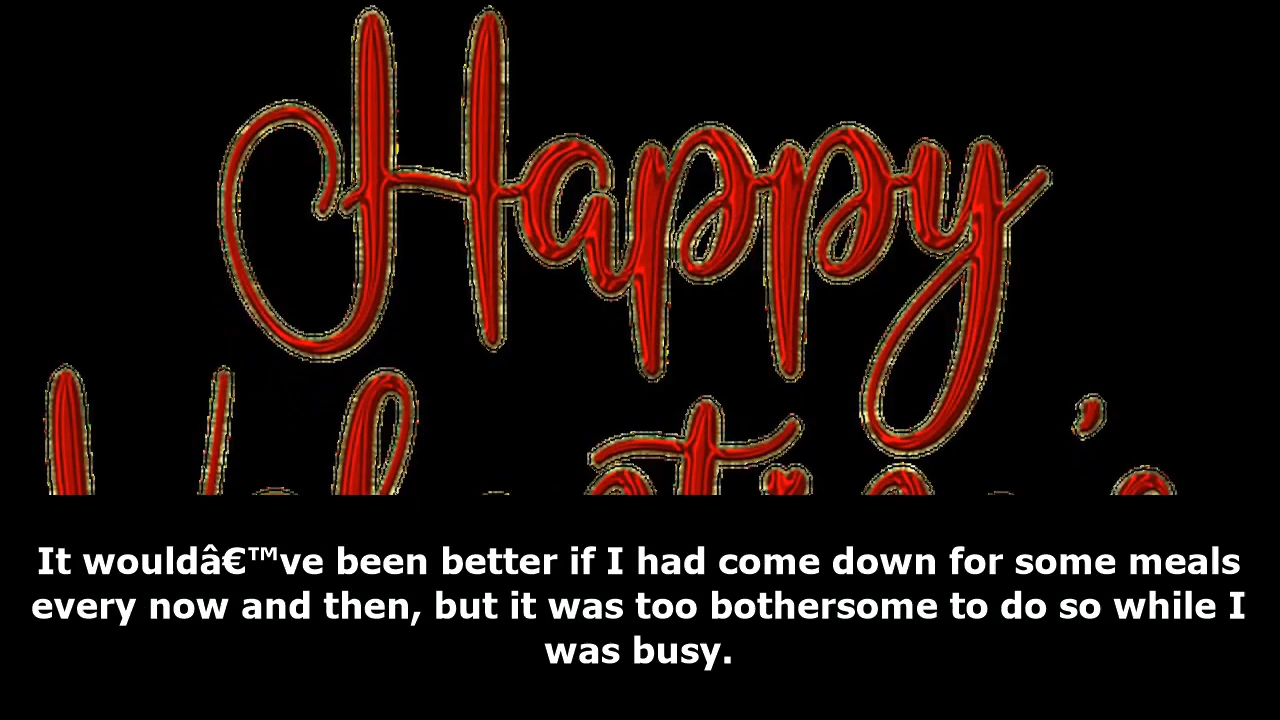 Happy
It wouldâ€™ve been better if I had come down for some meals
every now and then, but it was too bothersome to do so while I
was busy.